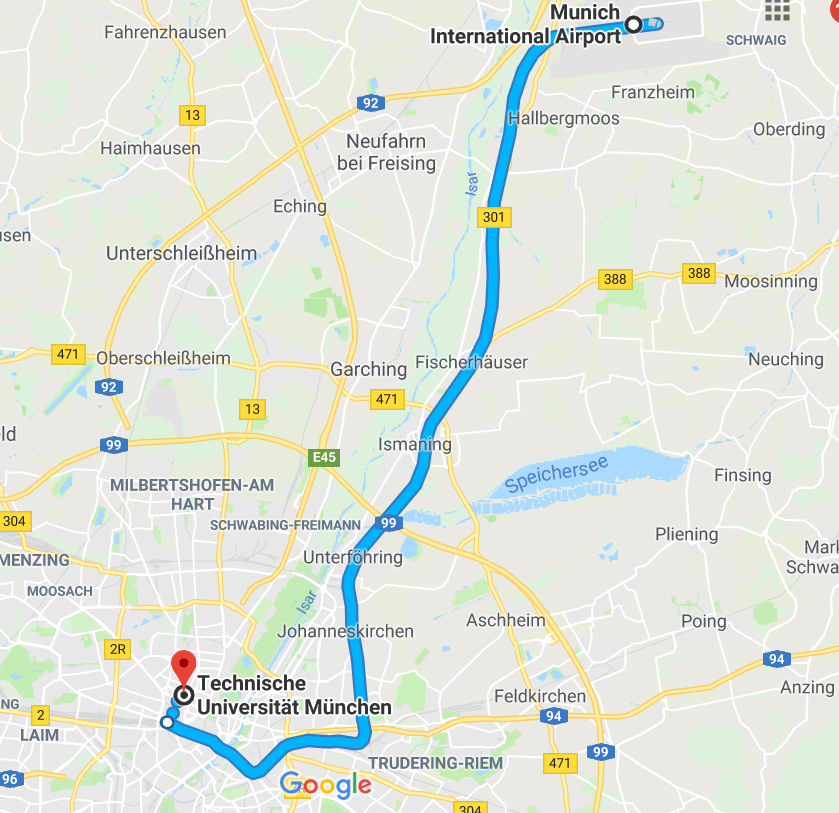 Munich
International Airport
SCHWAIG
Fahrenzhausen
Franzheim
92
13
Hallbergmoos
Oberding
Haimhausen
Neufahrn
bei Freising
Isar
Eching
301
Unterschleißheim
388
388
Moosinning
471
Oberschleißheim
Garching
Fischerhäuser
Neuching
92
471
13
99
Ismaning
E45
Speichersee
Finsing
MILBERTSHOFEN-AM
HART
304
SCHWABING-FREIMANN
99
Pliening
MENZING
Unterföhring
Mark
Schwa
MOOSACH
Isar
Aschheim
Poing
Johanneskirchen
2R
94
Technische
Universität München
Anzing
Feldkirchen
2
94
LAIM
99
TRUDERING-RIEM
471
96
Google
304